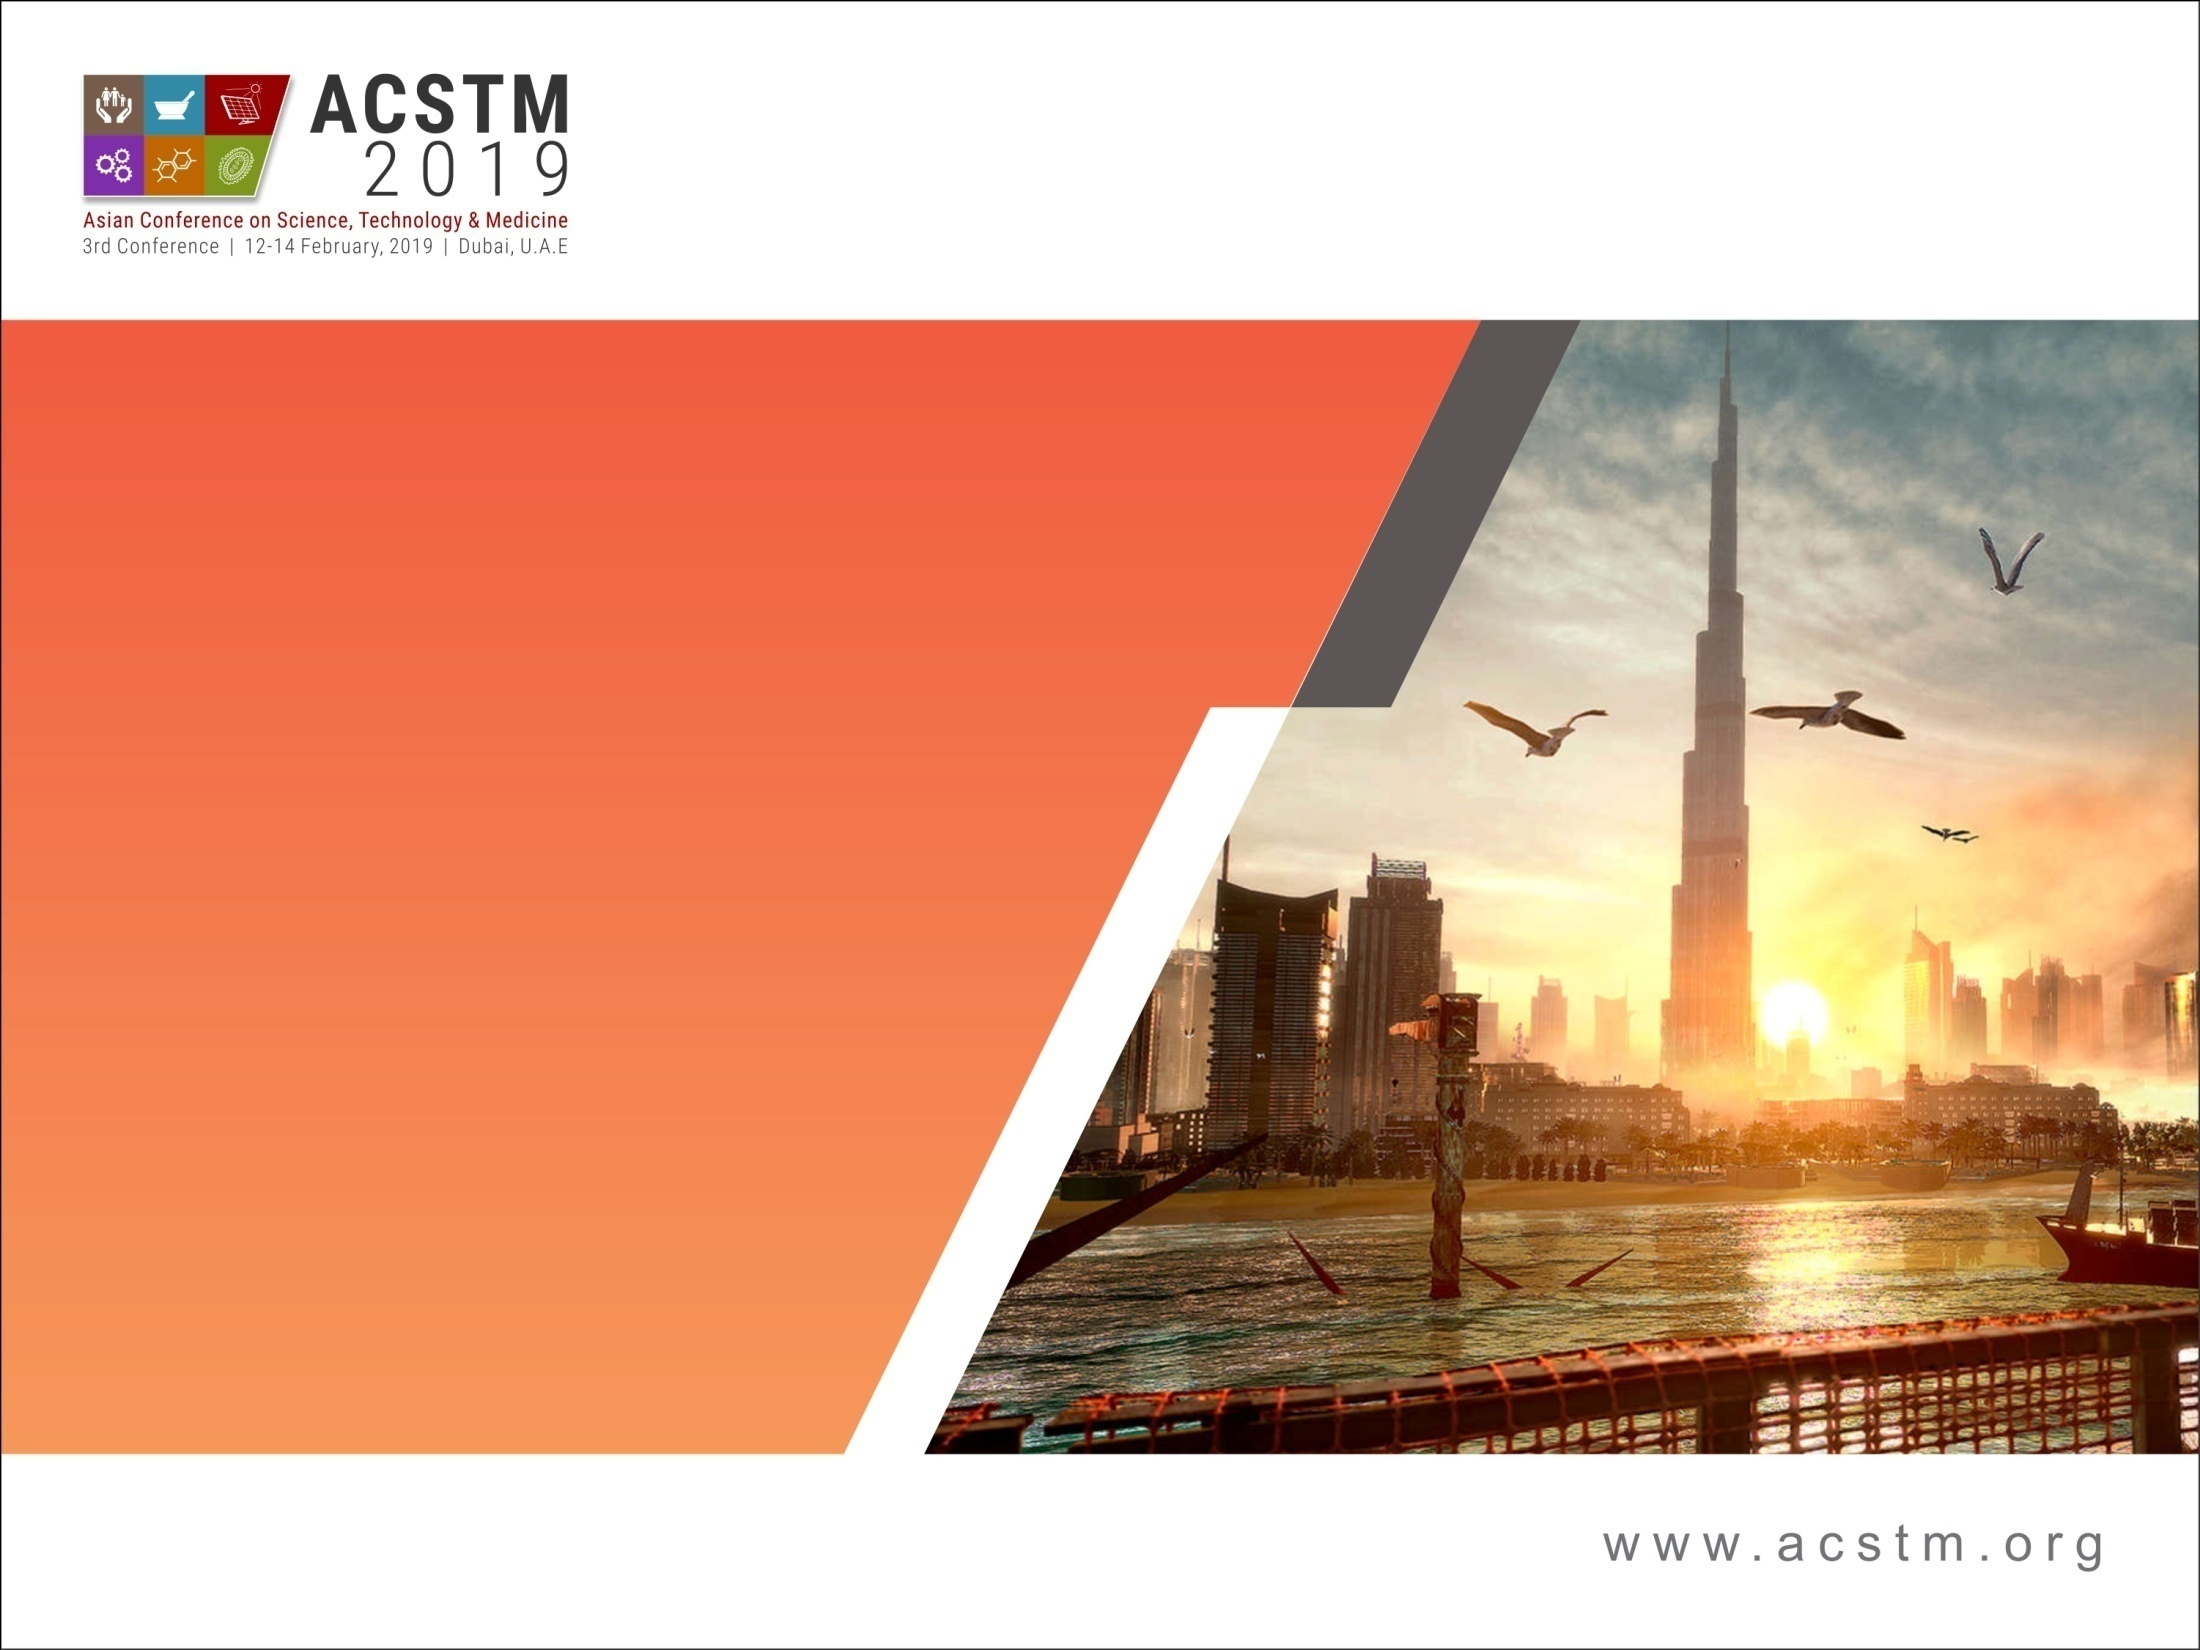 ACSTM
2019
Asian Conference on Science, Technology & Medicine
3rd Conference | 12-14 February, 2019 | Dubai, U.A.E
www.acstm.org